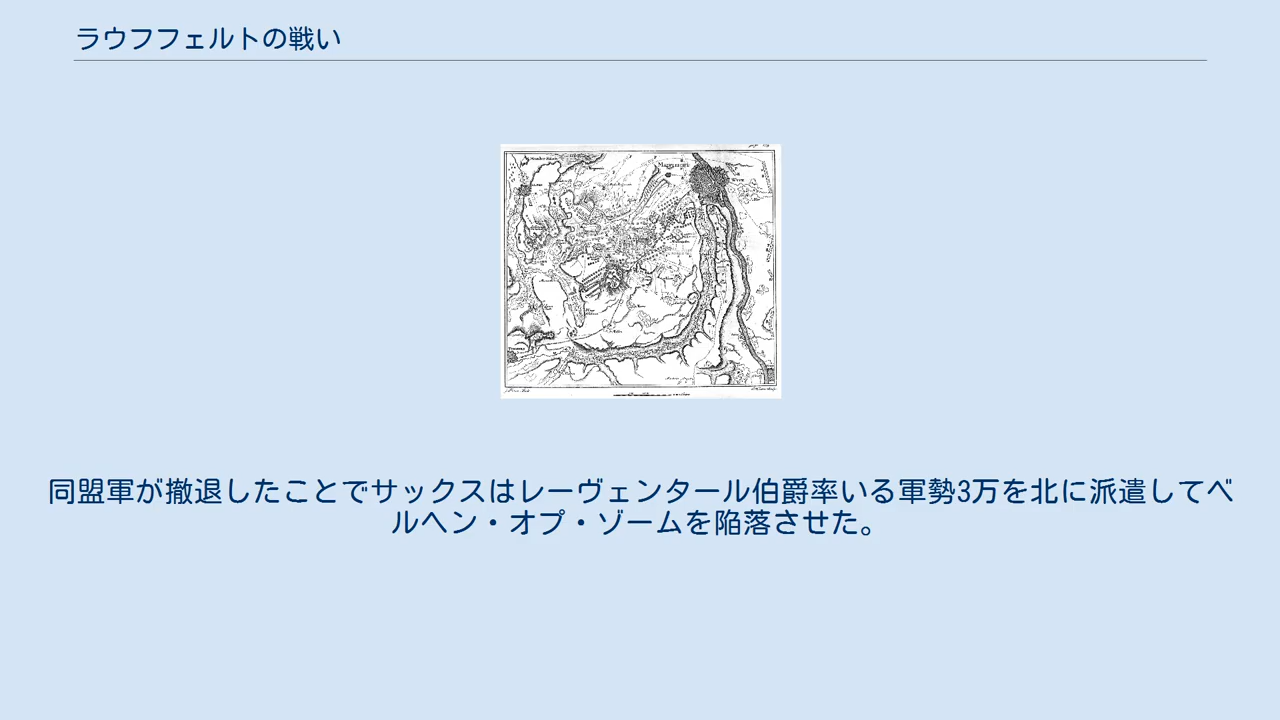 ラウフフェルトの戦い
同盟軍が撤退したことでサックスはレーヴェンタール伯爵率いる軍勢3万を北に派遣してベ
ルヘン・オプ・ゾームを陥落させた。